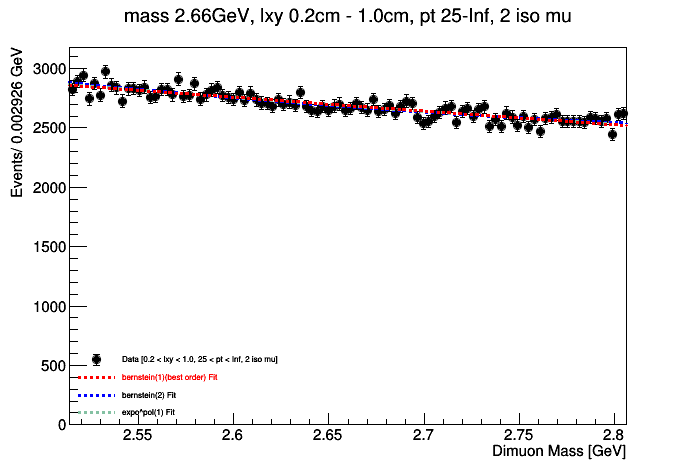 mass 2.66GeV, lxy 0.2cm - 1.0cm, pt 25-Inf, 2 iso mu
Events/ 0.002926 GeV
3000
2500
2000
1500
1000
500
0
Data [0.2 < lxy < 1.0, 25 < pt < Inf, 2 iso mu]
bernstein(1)(best order) Fit
bernstein(2) Fit
expo*pol(1) Fit
2.55 2.6 2.65 2.7 2.75 2.8
Dimuon Mass [GeV]